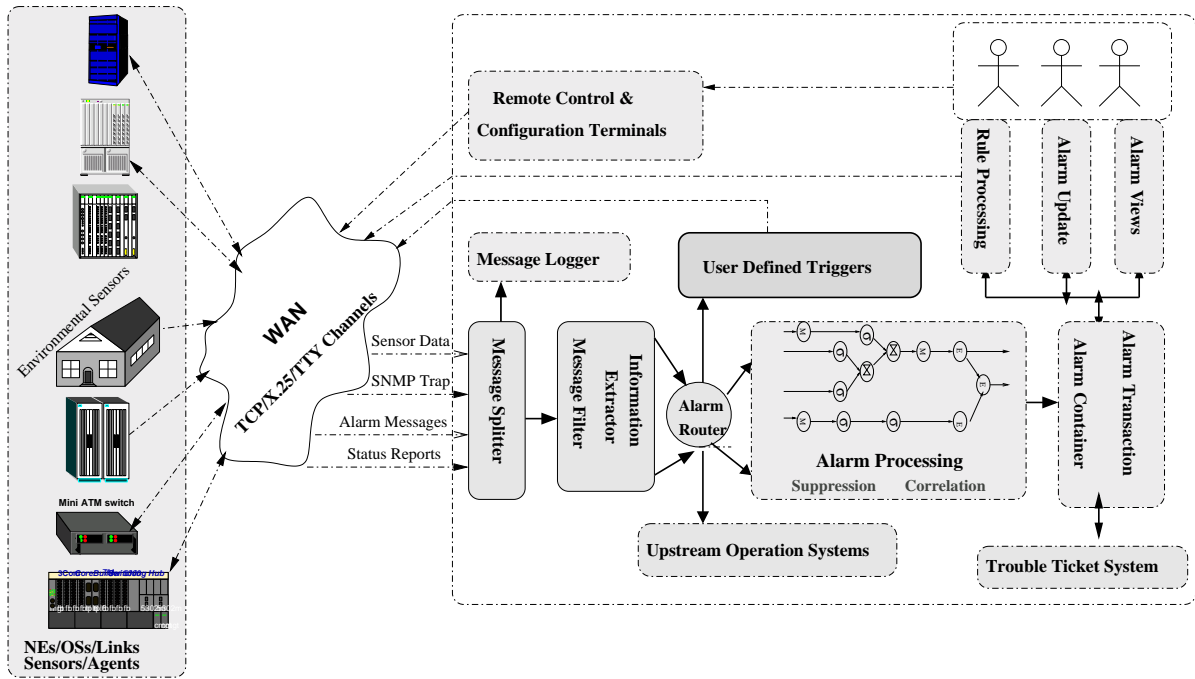 Environmental Sensors
Mini ATM switch
NEs/OSs/Links
Sensors/Agents
WAN
TCP/X.25/TTY Channels
Sensor Data
SNMP Trap
Alarm Messages
Status Reports
Remote Control &
Configuration Terminals
Message Logger
Message Splitter
Message Filter
Information
Extractor
User Defined Triggers
Alarm
Router
Upstream Operation Systems
M
σ
M
E
σ
E
σ
M
σ
σ
E
Alarm Processing
Suppression
Correlation
Rule Processing
Alarm Update
Alarm Views
Alarm Container
Alarm Transaction
Trouble Ticket System